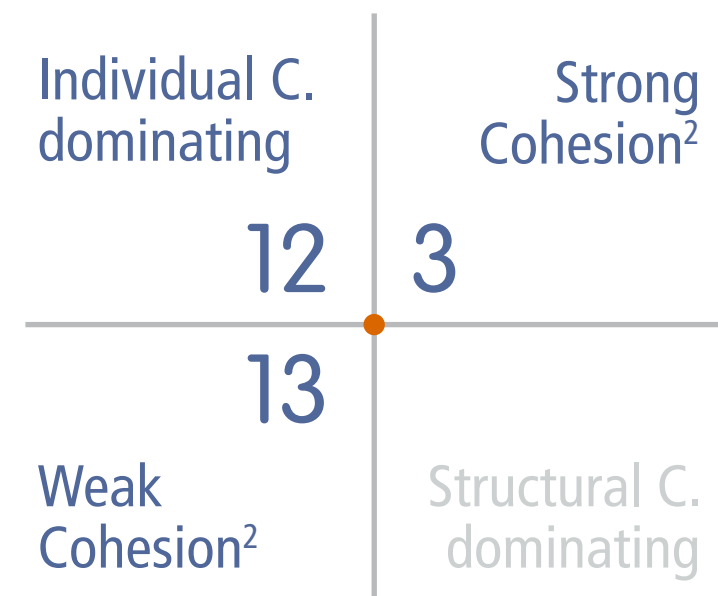 Individual C.
dominating
12
Strong
Cohesion²
3
13
Weak
Cohesion²
Structural C.
dominating